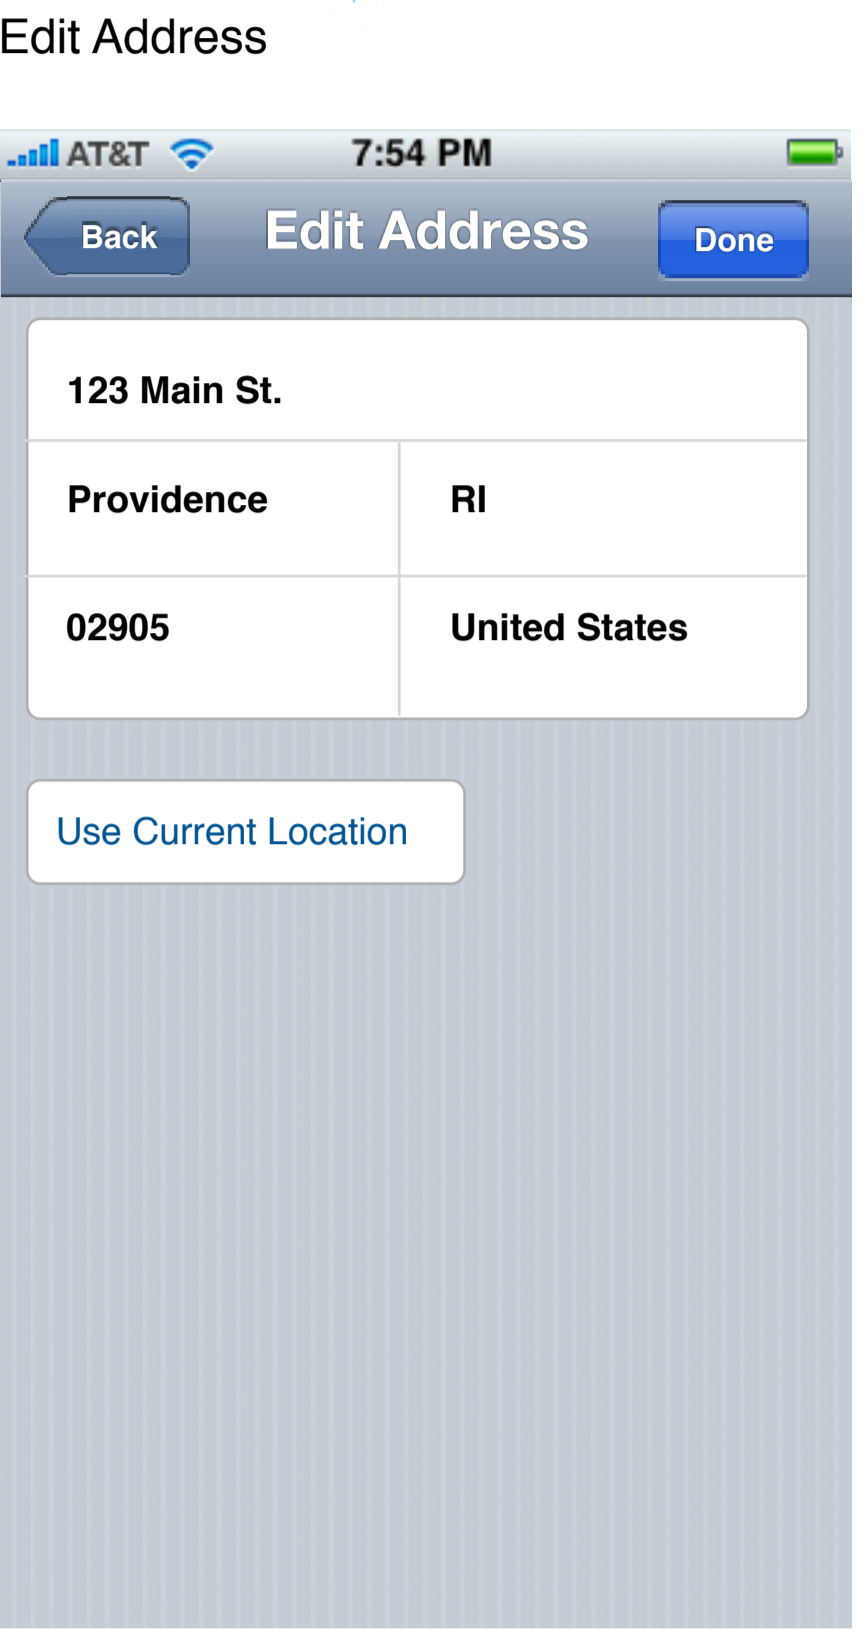 Edit Address
AT&T 7:54 PM
Back Edit Address Done
123 Main St.
Providence RI
02905 United States
Use Current Location